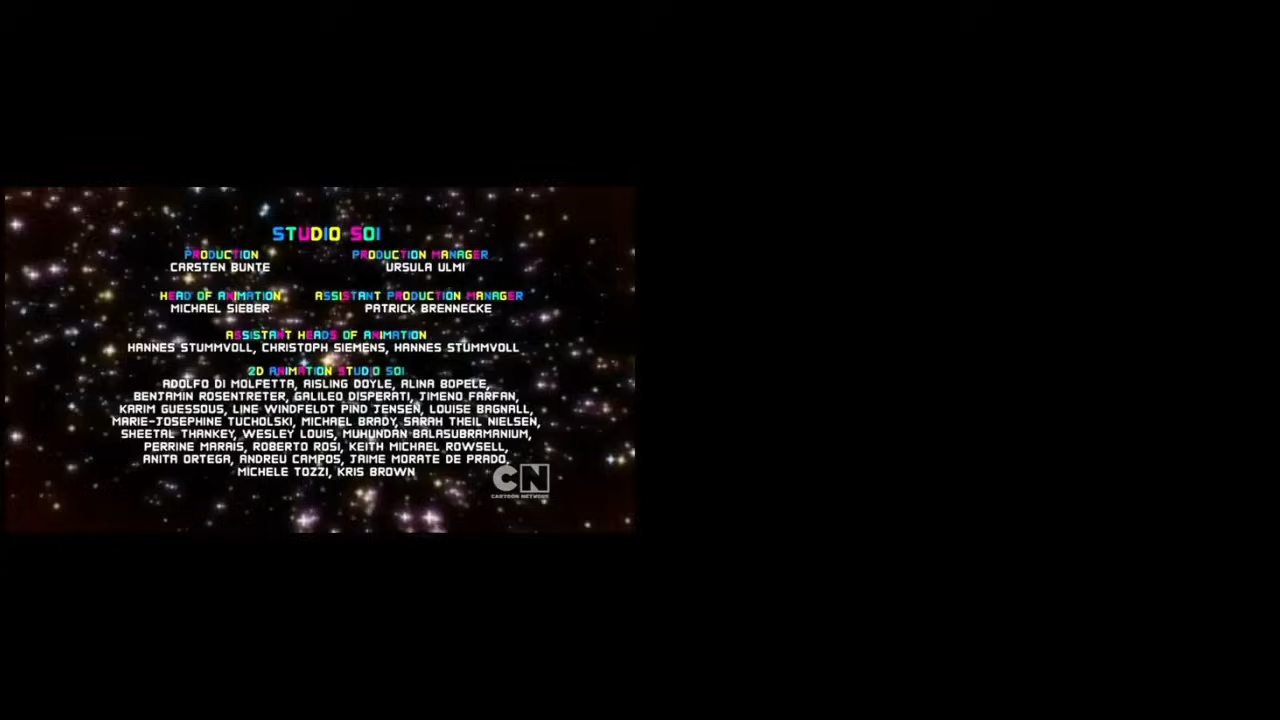 STUDIO SOI
PRODUCTION
CARSTEN BUNTE
PRODUCTION MANAGER
URSULA ULMI
HEAD OF ANIMATION
MICHAEL SIEBER
ASSISTANT PRODUCTION MANAGER
PATRICK BRENNECKE
ASSISTANT HEADS OF ANIMATION
HANNES STUMMVOLL, CHRISTOPH SIEMENS, HANNES STUMMVOLL
2D ANIMATION STUDIO SOI
ADOLFO DI MOLFETTA, AISLING DOYLE, ALINA BOPELE,
BENJAMIN ROSENTRETER, GALILEO DISPERATI, JIMENO FARFAN,
KARIM GUESSOUS, LINE WINDFELDT PIND JENSEN, LOUISE BAGNALL,
MARIE-JOSEPHINE TUCHOLSKI, MICHAEL BRADY, SARAH THEIL NIELSEN,
SHEETAL THANKEY, WESLEY LOUIS, MUHUNDAN BALASUBRAMANIUM,
PERRINE MARAIS, ROBERTO ROSI, KEITH MICHAEL ROWSELL,
ANITA ORTEGA, ANDREU CAMPOS, JAIME MORATE DE PRADO,
MICHELE TOZZI, KRIS BROWN
CN
CARTOON NETWORK